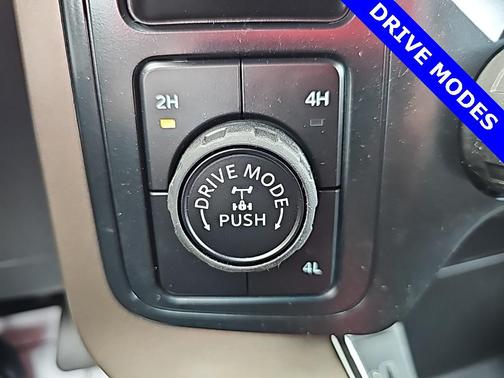 DRIVE MODES
2H
4H
DRIVE MODE
PUSH
4L